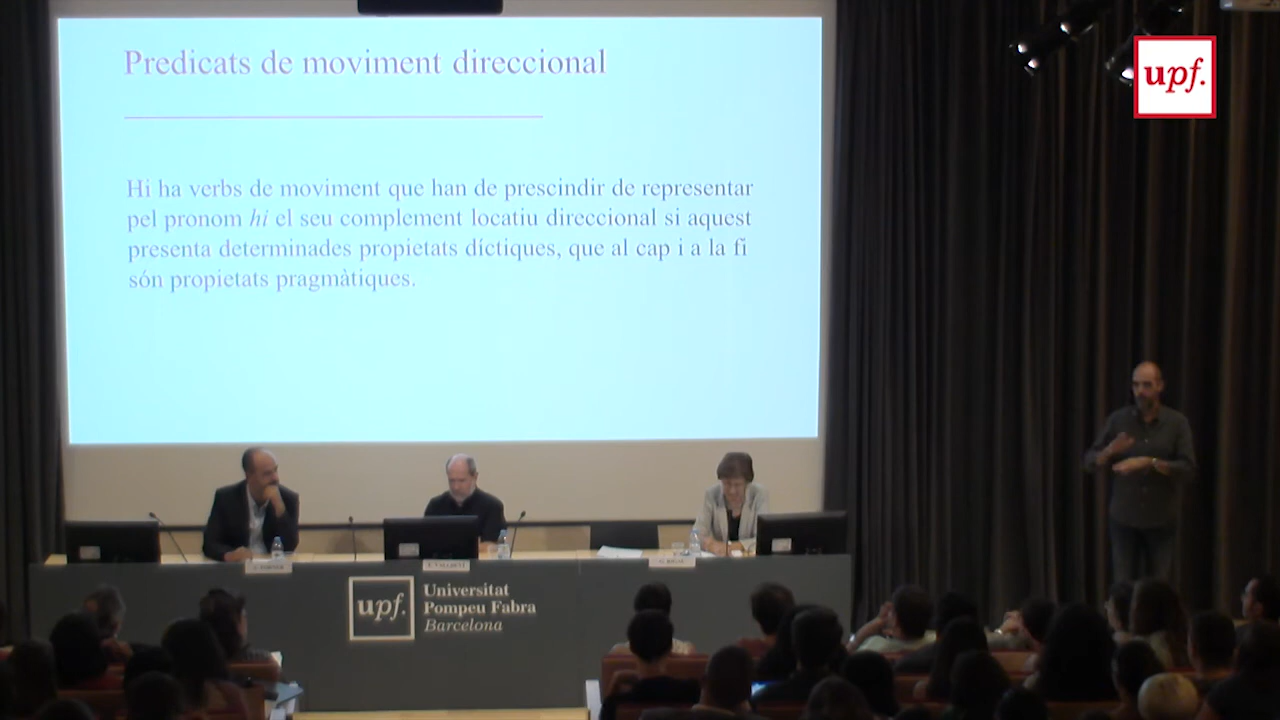 Predicats de moviment direccional
upf.
Hi ha verbs de moviment que han de prescindir de representar
pel pronom hi el seu complement locatiu direccional si aquest
presenta determinades propietats díctiques, que al cap i a la fi
són propietats pragmàtiques.
upf.
Universitat
Pompeu Fabra
Barcelona